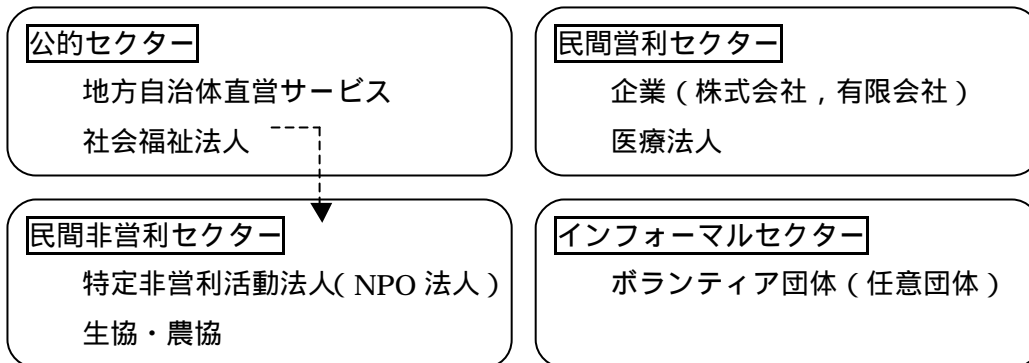 公的セクター
地方自治体直営サービス
社会福祉法人
民間営利セクター
企業（株式会社，有限会社）
医療法人
民間非営利セクター
特定非営利活動法人（NPO 法人）
生協・農協
インフォーマルセクター
ボランティア団体（任意団体）